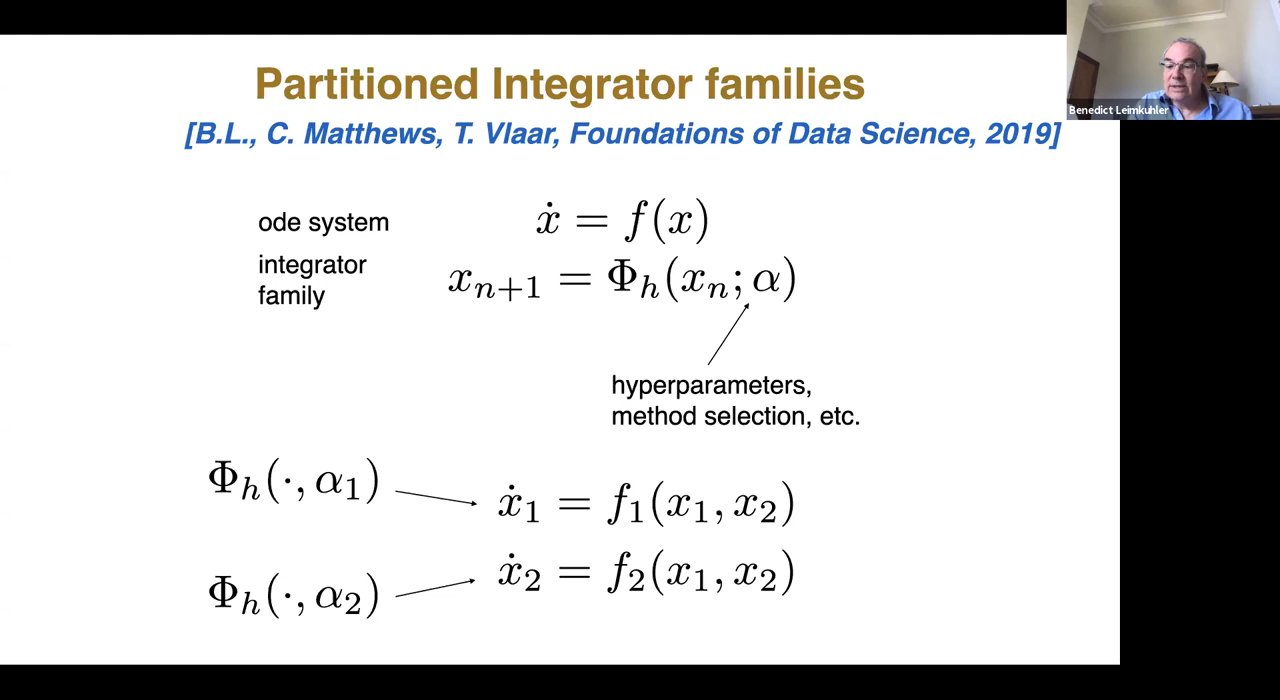 Partitioned Integrator families
[B.L., C. Matthews, T. Vlaar, Foundations of Data Science, 2019]
ode system
ẋ = f(x)
integrator
family
xₙ₊₁ = Φₕ(xₙ; α)
hyperparameters,
method selection, etc.
Φₕ(·, α₁)
ẋ₁ = f₁(x₁, x₂)
ẋ₂ = f₂(x₁, x₂)
Φₕ(·, α₂)
Benedict Leimkuhler